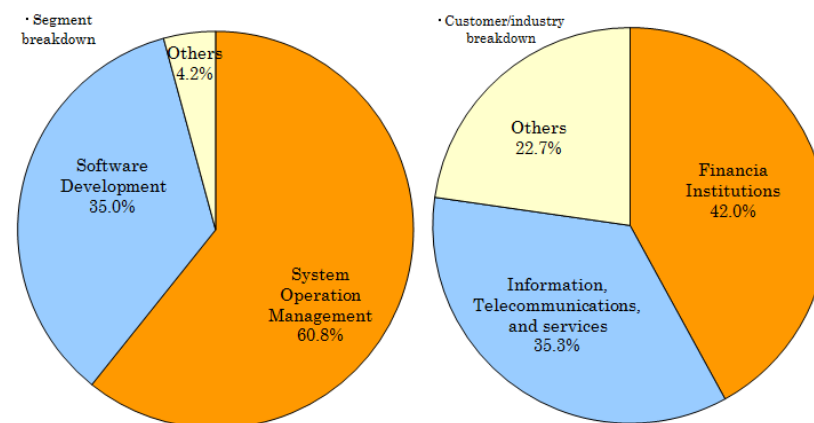 ・Segment
breakdown
Others
4.2%
Software
Development
35.0%
System
Operation
Management
60.8%
・Customer/industry
breakdown
Others
22.7%
Financia
Institutions
42.0%
Information,
Telecommunications,
and services
35.3%